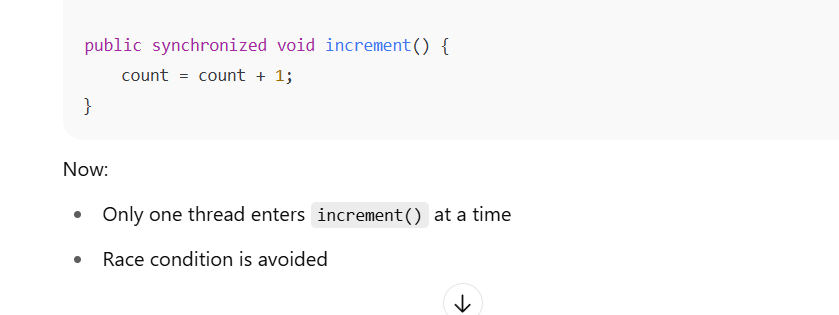 public synchronized void increment() {
    count = count + 1;
}
Now:
• Only one thread enters increment() at a time
• Race condition is avoided